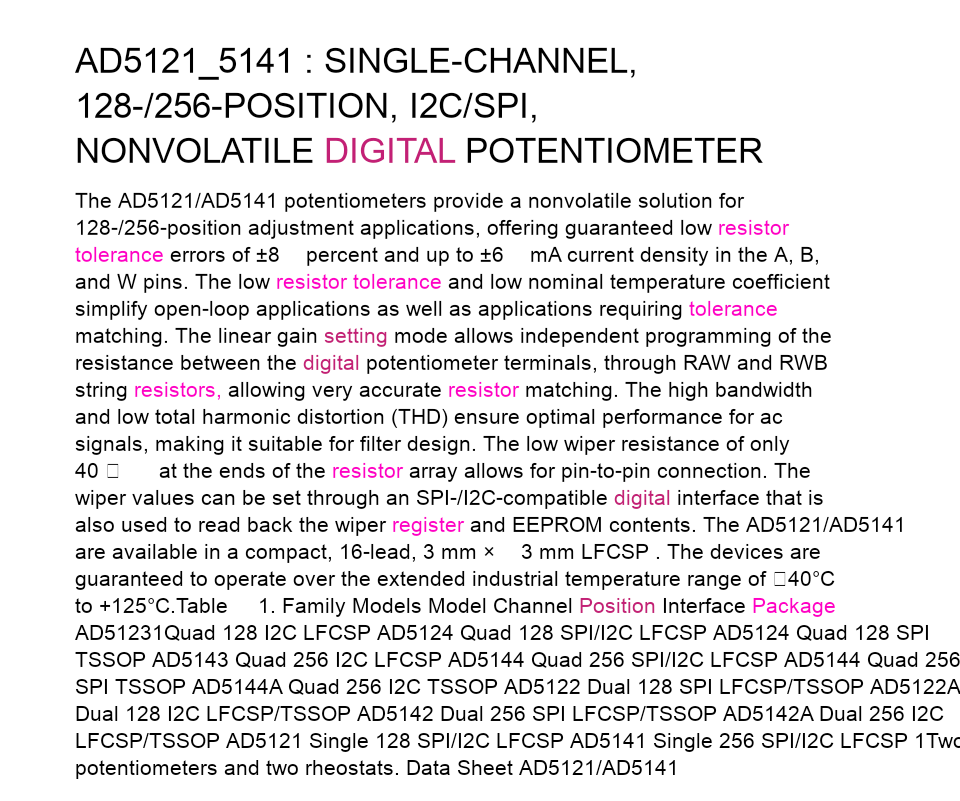 AD5121_5141 : SINGLE-CHANNEL,
128-/256-POSITION, I2C/SPI,
NONVOLATILE DIGITAL POTENTIOMETER
The AD5121/AD5141 potentiometers provide a nonvolatile solution for
128-/256-position adjustment applications, offering guaranteed low resistor
tolerance errors of ±8 percent and up to ±6 mA current density in the A, B,
and W pins. The low resistor tolerance and low nominal temperature coefficient
simplify open-loop applications as well as applications requiring tolerance
matching. The linear gain setting mode allows independent programming of the
resistance between the digital potentiometer terminals, through RAW and RWB
string resistors, allowing very accurate resistor matching. The high bandwidth
and low total harmonic distortion (THD) ensure optimal performance for ac
signals, making it suitable for filter design. The low wiper resistance of only
40 □ at the ends of the resistor array allows for pin-to-pin connection. The
wiper values can be set through an SPI-/I2C-compatible digital interface that is
also used to read back the wiper register and EEPROM contents. The AD5121/AD5141
are available in a compact, 16-lead, 3 mm × 3 mm LFCSP . The devices are
guaranteed to operate over the extended industrial temperature range of □40°C
to +125°C.Table 1. Family Models Model Channel Position Interface Package
AD51231Quad 128 I2C LFCSP AD5124 Quad 128 SPI/I2C LFCSP AD5124 Quad 128 SPI
TSSOP AD5143 Quad 256 I2C LFCSP AD5144 Quad 256 SPI/I2C LFCSP AD5144 Quad 256
SPI TSSOP AD5144A Quad 256 I2C TSSOP AD5122 Dual 128 SPI LFCSP/TSSOP AD5122A
Dual 128 I2C LFCSP/TSSOP AD5142 Dual 256 SPI LFCSP/TSSOP AD5142A Dual 256 I2C
LFCSP/TSSOP AD5121 Single 128 SPI/I2C LFCSP AD5141 Single 256 SPI/I2C LFCSP 1Two
potentiometers and two rheostats. Data Sheet AD5121/AD5141